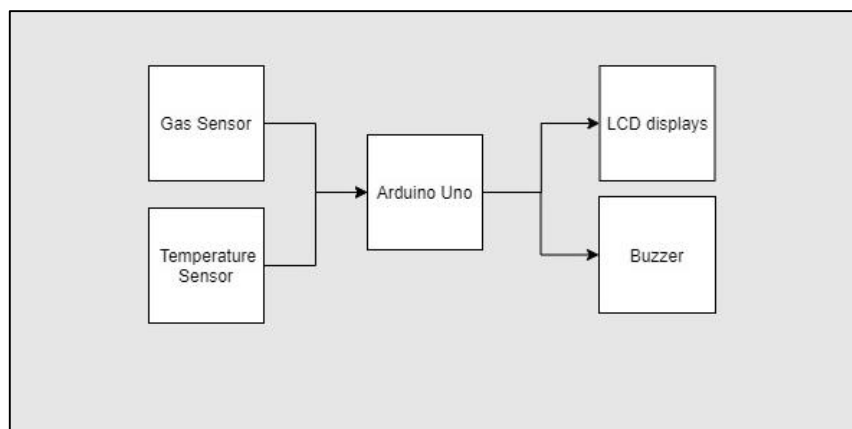 Gas Sensor
Temperature
Sensor
Arduino Uno
LCD displays
Buzzer